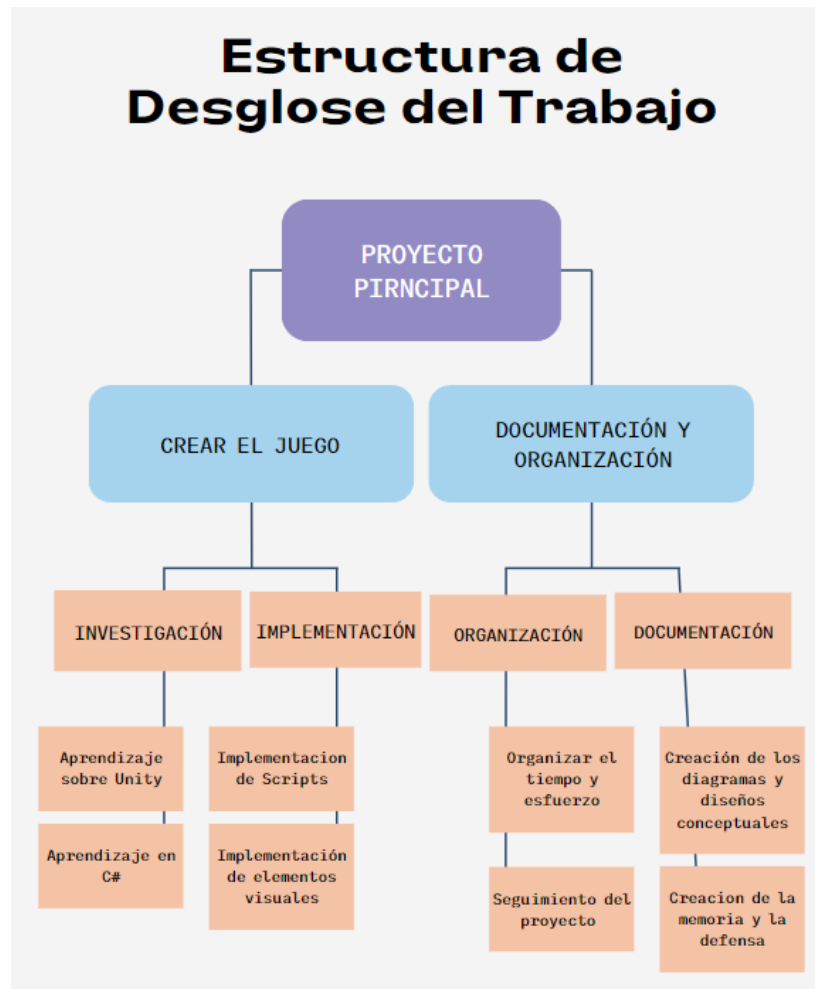 Estructura de
Desglose del Trabajo
PROYECTO
PIRNCIPAL
CREAR EL JUEGO
DOCUMENTACIÓN Y
ORGANIZACIÓN
INVESTIGACIÓN
IMPLEMENTACIÓN
ORGANIZACIÓN
DOCUMENTACIÓN
Aprendizaje
sobre Unity
Implementacion
de Scripts
Organizar el
tiempo y
esfuerzo
Creación de los
diagramas y
diseños
conceptuales
Aprendizaje en
C#
Implementación
de elementos
visuales
Seguimiento del
proyecto
Creacion de la
memoria y la
defensa